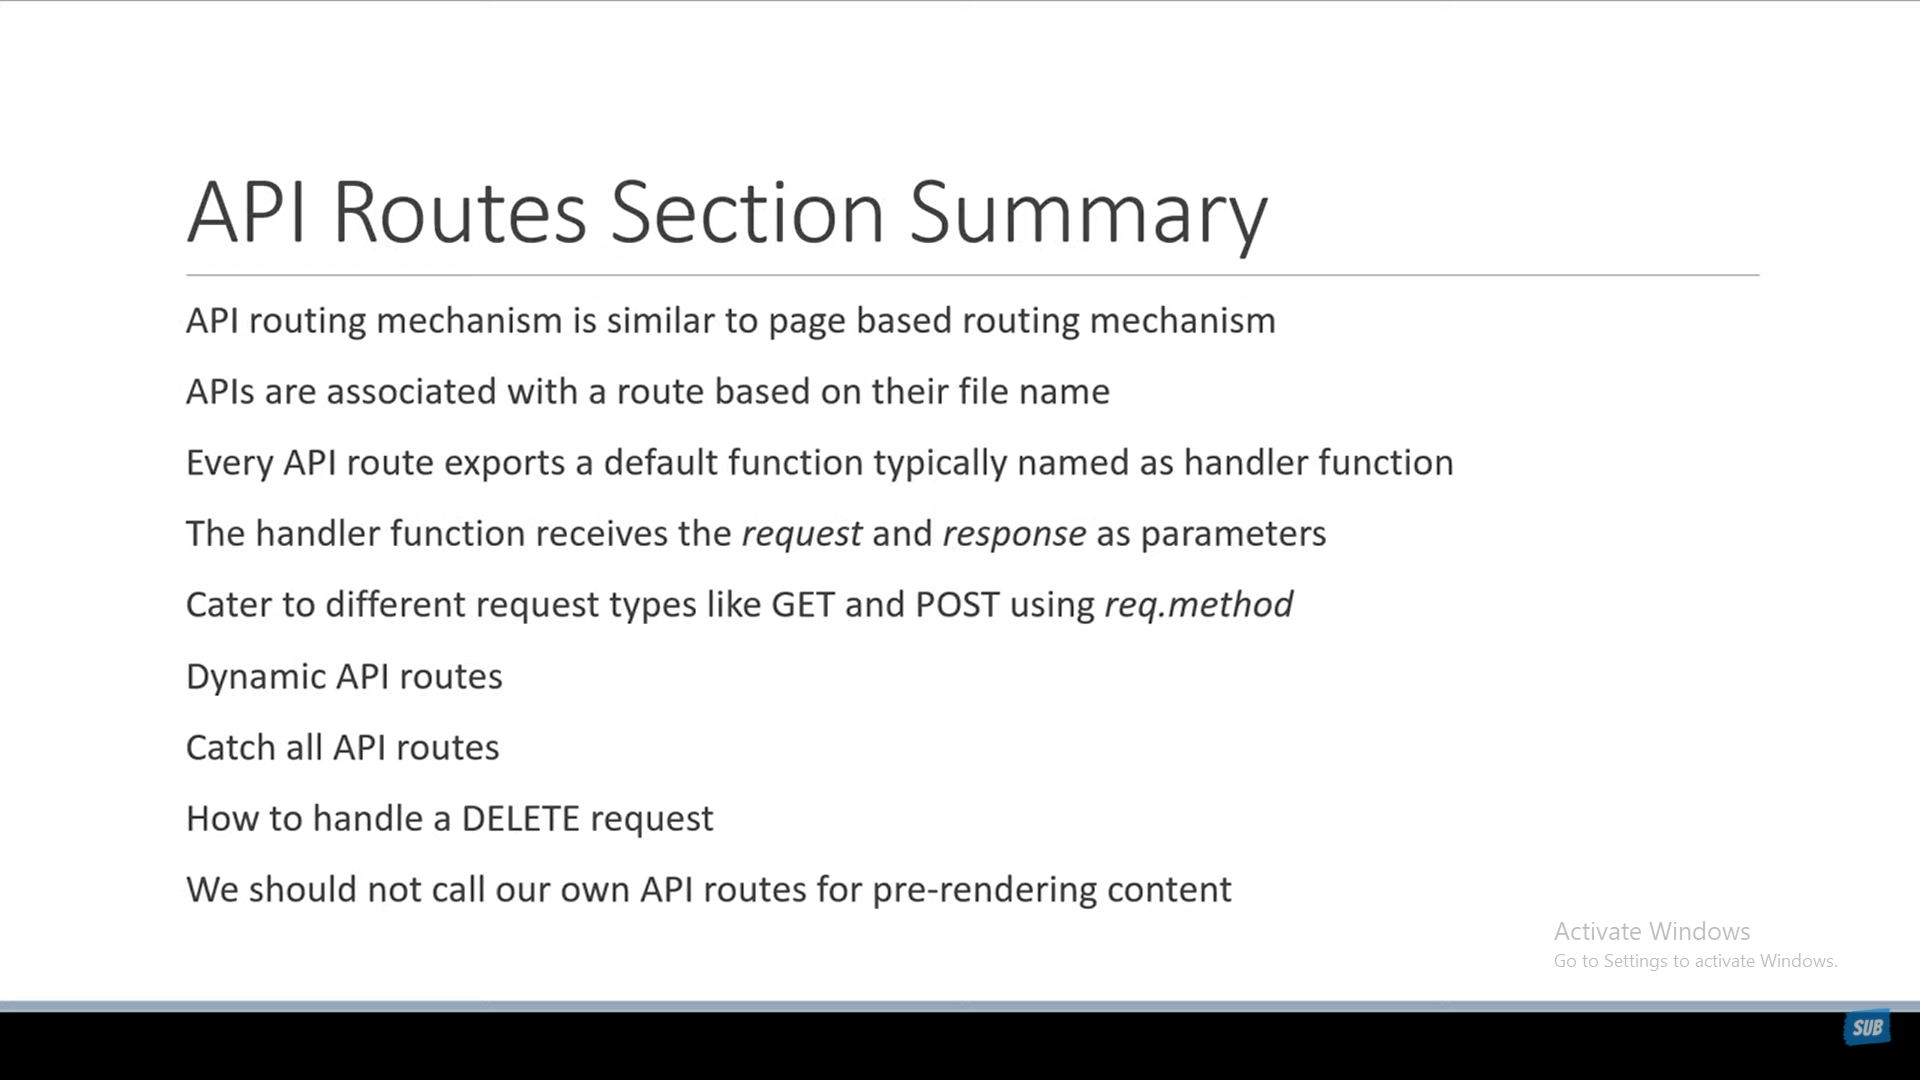 API Routes Section Summary
API routing mechanism is similar to page based routing mechanism
APIs are associated with a route based on their file name
Every API route exports a default function typically named as handler function
The handler function receives the request and response as parameters
Cater to different request types like GET and POST using req.method
Dynamic API routes
Catch all API routes
How to handle a DELETE request
We should not call our own API routes for pre-rendering content
Activate Windows
Go to Settings to activate Windows.
SUB